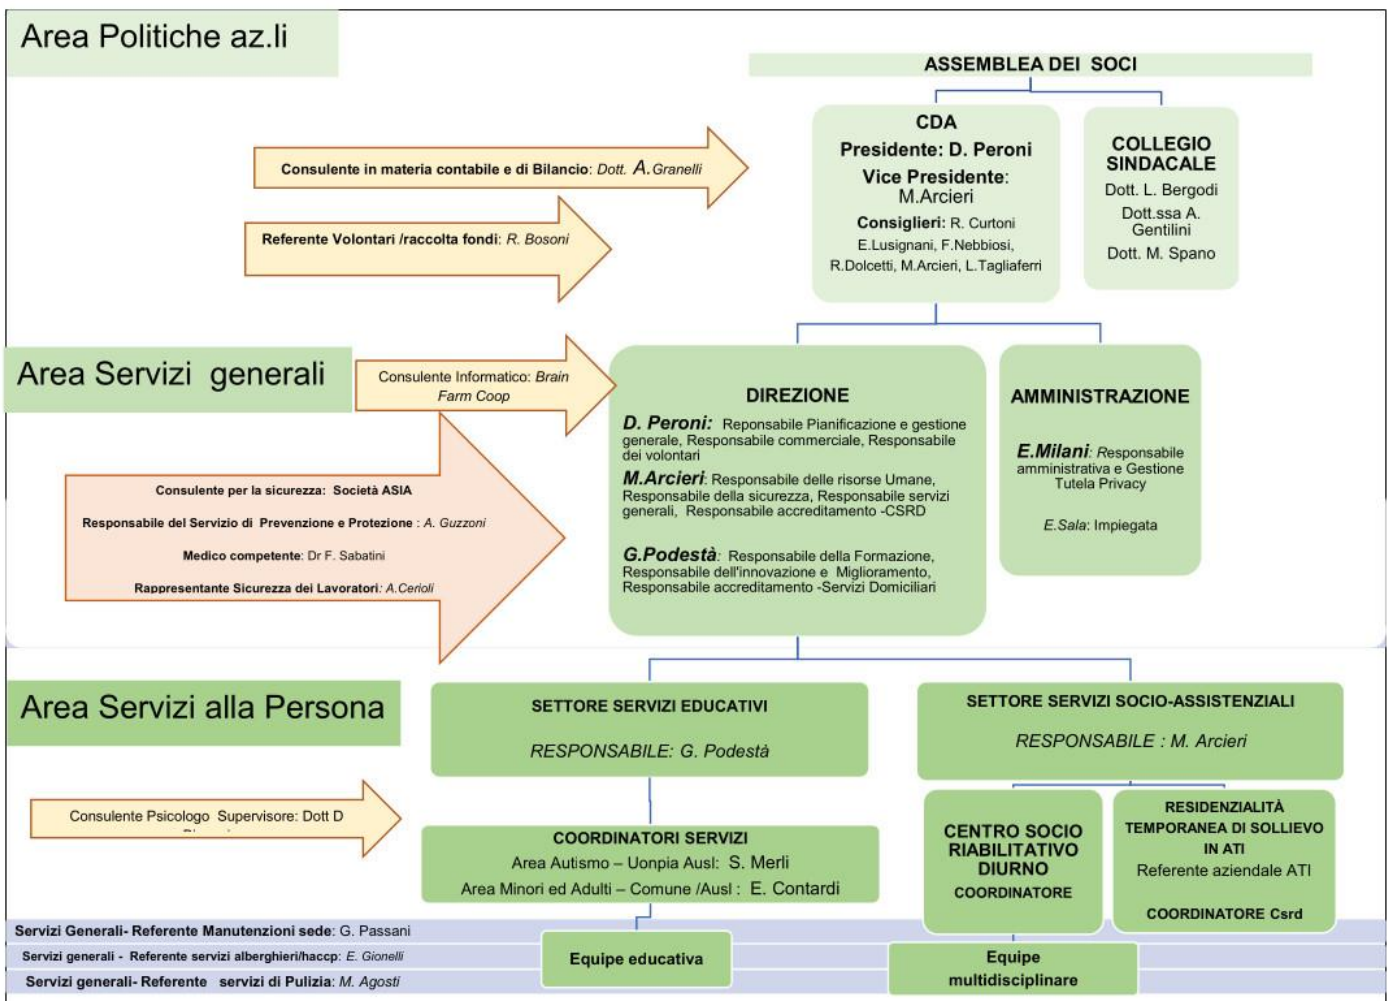 Area Politiche az.li
ASSEMBLEA DEI SOCI
CDA
Presidente: D. Peroni
Vice Presidente:
M.Arcieri
Consiglieri: R. Curtoni
E.Lusignani, F.Nebbiosi,
R.Dolcetti, M.Arcieri, L.Tagliaferri
COLLEGIO
SINDACALE
Dott. L. Bergodi
Dott.ssa A.
Gentilini
Dott. M. Spano
Consulente in materia contabile e di Bilancio: Dott. A.Granelli
Referente Volontari /raccolta fondi: R. Bosoni
Area Servizi generali
Consulente Informatico: Brain
Farm Coop
DIREZIONE
D. Peroni: Reponsabile Pianificazione e gestione
generale, Responsabile commerciale, Responsabile
dei volontari
M.Arcieri: Responsabile delle risorse Umane,
Responsabile della sicurezza, Responsabile servizi
generali, Responsabile accreditamento -CSRD
G.Podestà: Responsabile della Formazione,
Responsabile dell'innovazione e Miglioramento,
Responsabile accreditamento -Servizi Domiciliari
AMMINISTRAZIONE
E.Milani: Responsabile
amministrativa e Gestione
Tutela Privacy
E.Sala: Impiegata
Consulente per la sicurezza: Società ASIA
Responsabile del Servizio di Prevenzione e Protezione : A. Guzzoni
Medico competente: Dr F. Sabatini
Rappresentante Sicurezza dei Lavoratori: A.Cerioli
Area Servizi alla Persona
SETTORE SERVIZI EDUCATIVI
RESPONSABILE: G. Podestà
SETTORE SERVIZI SOCIO-ASSISTENZIALI
RESPONSABILE : M. Arcieri
Consulente Psicologo Supervisore: Dott D
COORDINATORI SERVIZI
Area Autismo – Uonpia Ausl: S. Merli
Area Minori ed Adulti – Comune /Ausl : E. Contardi
CENTRO SOCIO
RIABILITATIVO
DIURNO
COORDINATORE
RESIDENZIALITÀ
TEMPORANEA DI SOLLIEVO
IN ATI
Referente aziendale ATI
COORDINATORE Csrd
Servizi Generali- Referente Manutenzioni sede: G. Passani
Servizi generali - Referente servizi alberghieri/haccp: E. Gionelli
Servizi generali- Referente servizi di Pulizia: M. Agosti
Equipe educativa
Equipe
multidisciplinare